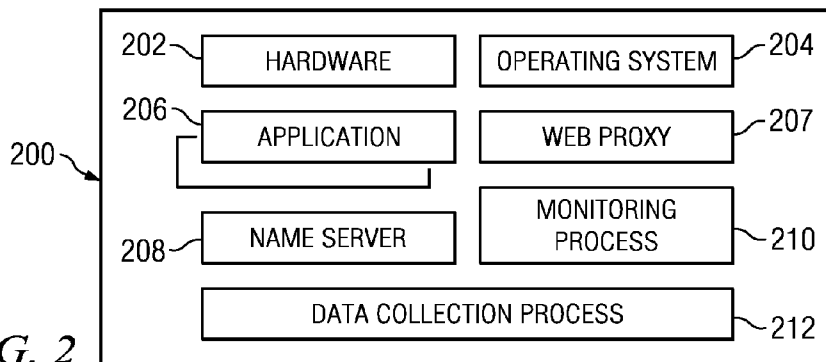 202 HARDWARE OPERATING SYSTEM 204
206 APPLICATION WEB PROXY 207
200
208 NAME SERVER MONITORING PROCESS 210
DATA COLLECTION PROCESS 212
G. 2